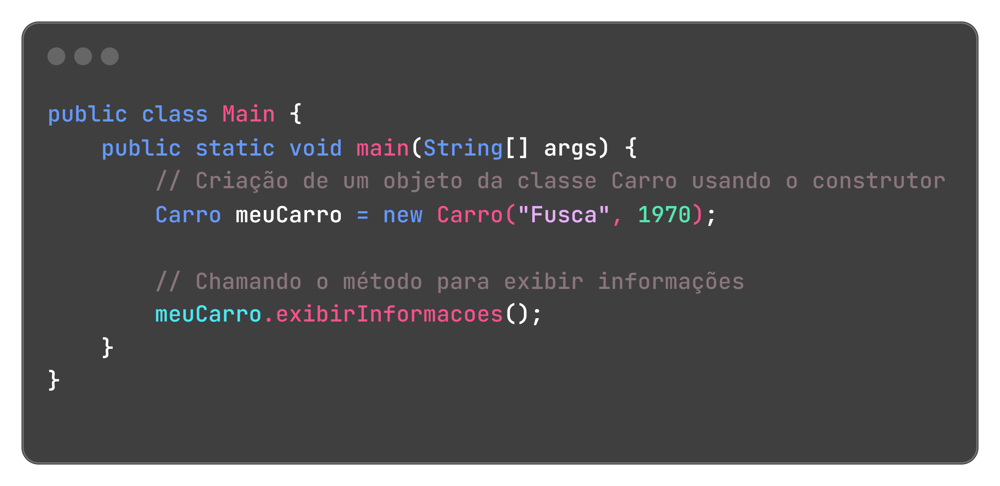 public class Main {
    public static void main(String[] args) {
        // Criação de um objeto da classe Carro usando o construtor
        Carro meuCarro = new Carro("Fusca", 1970);

        // Chamando o método para exibir informações
        meuCarro.exibirInformacoes();
    }
}